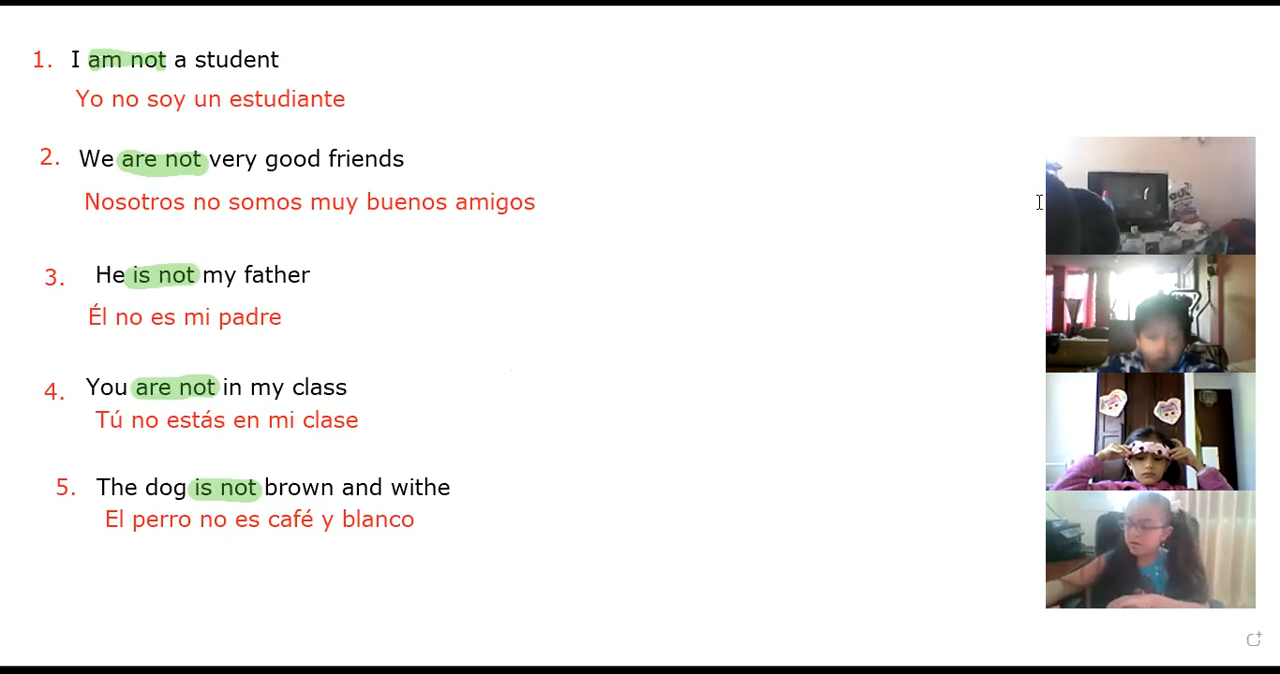 1. I am not a student
Yo no soy un estudiante
2. We are not very good friends
Nosotros no somos muy buenos amigos
3. He is not my father
Él no es mi padre
4. You are not in my class
Tú no estás en mi clase
5. The dog is not brown and withe
El perro no es café y blanco